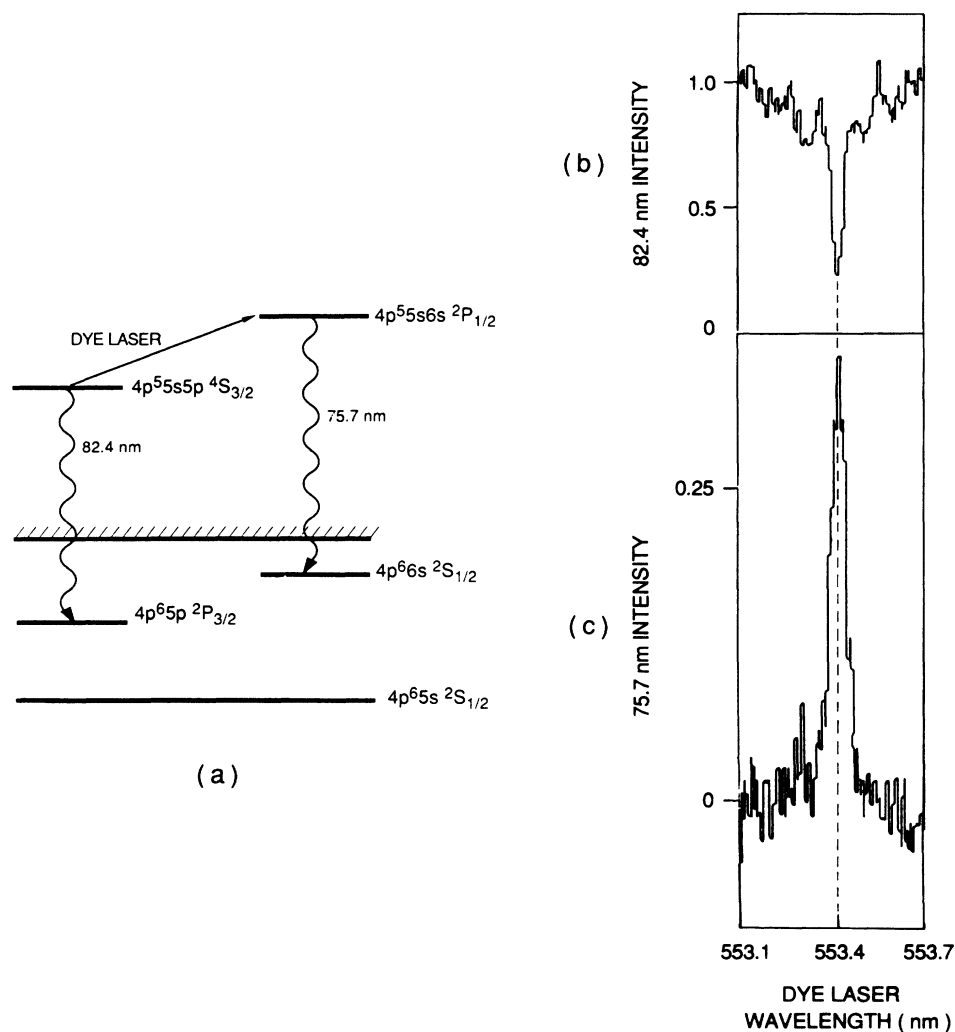 DYE LASER
4p⁵5s6s ²P₁/₂
4p⁵5s5p ⁴S₃/₂
82.4 nm
75.7 nm
4p⁶6s ²S₁/₂
4p⁶5p ²P₃/₂
4p⁶5s ²S₁/₂
(a)
(b)
82.4 nm INTENSITY
1.0
0.5
0
(c)
75.7 nm INTENSITY
0.25
0
553.1 553.4 553.7
DYE LASER
WAVELENGTH (nm)